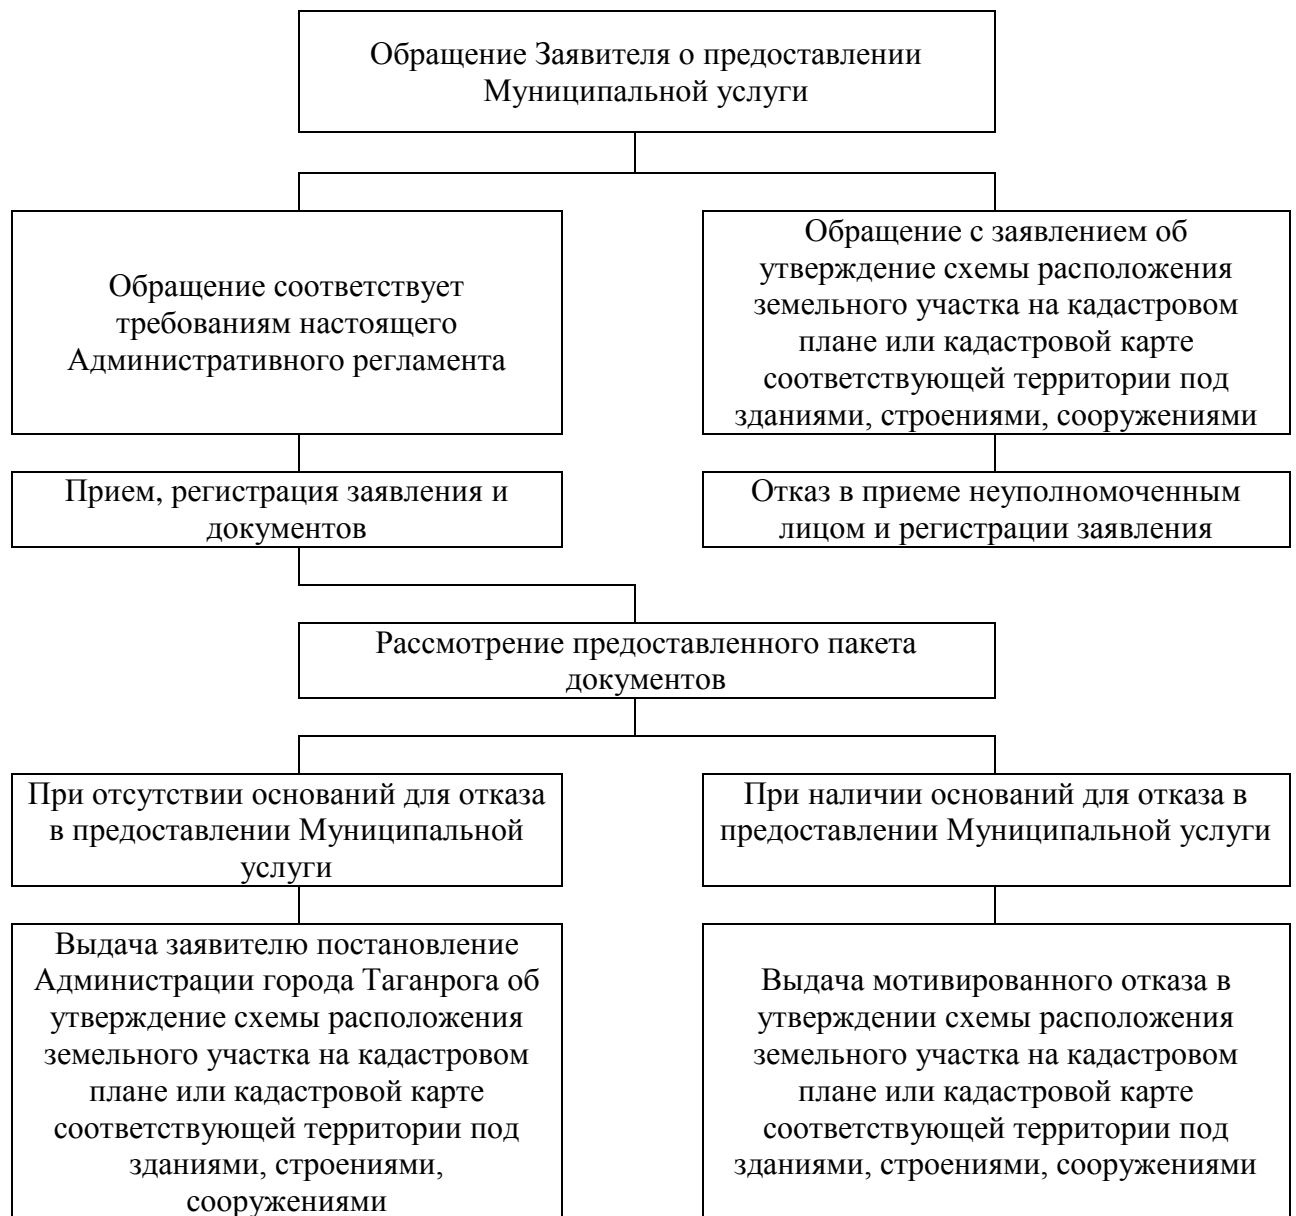 Обращение Заявителя о предоставлении
Муниципальной услуги
Обращение соответствует
требованиям настоящего
Административного регламента
Обращение с заявлением об
утверждение схемы расположения
земельного участка на кадастровом
плане или кадастровой карте
соответствующей территории под
зданиями, строениями, сооружениями
Прием, регистрация заявления и
документов
Отказ в приеме неуполномоченным
лицом и регистрации заявления
Рассмотрение предоставленного пакета
документов
При отсутствии оснований для отказа
в предоставлении Муниципальной
услуги
При наличии оснований для отказа в
предоставлении Муниципальной услуги
Выдача заявителю постановление
Администрации города Таганрога об
утверждение схемы расположения
земельного участка на кадастровом
плане или кадастровой карте
соответствующей территории под
зданиями, строениями,
сооружениями
Выдача мотивированного отказа в
утверждении схемы расположения
земельного участка на кадастровом
плане или кадастровой карте
соответствующей территории под
зданиями, строениями, сооружениями